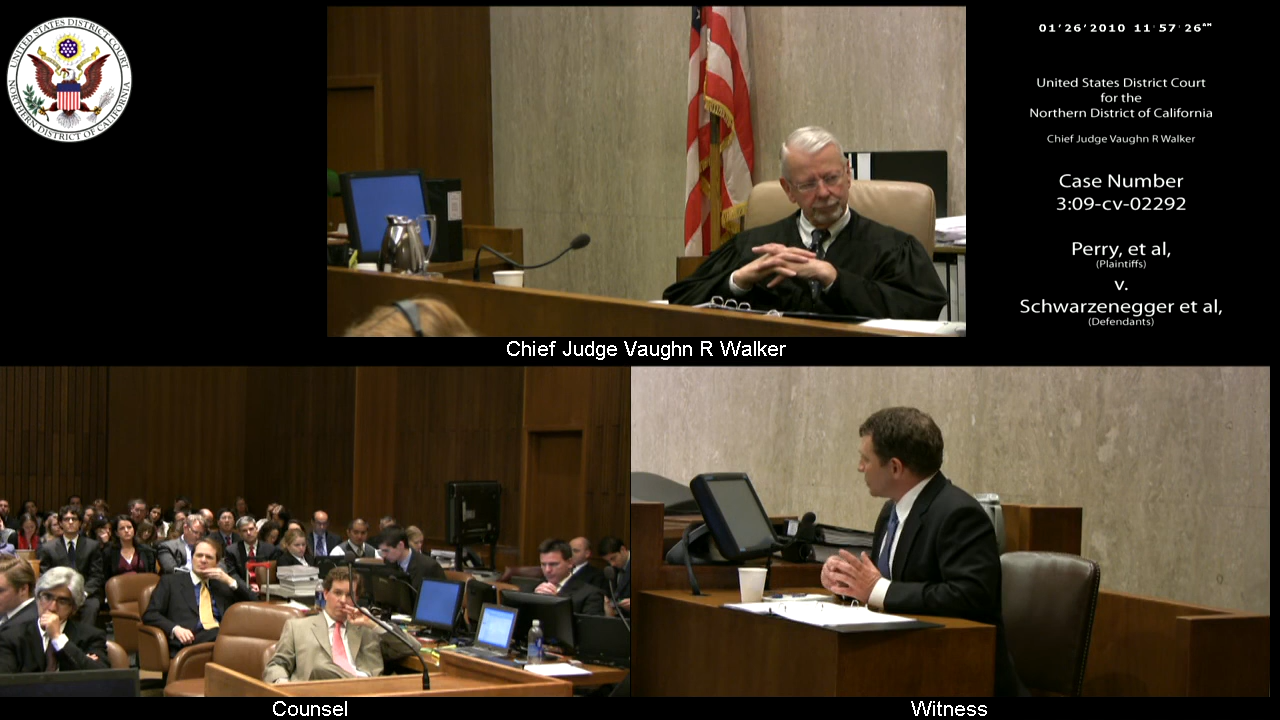 UNITED STATES DISTRICT COURT
NORTHERN DISTRICT OF CALIFORNIA
01'26'2010 11:57:26 AM
United States District Court
for the
Northern District of California
Chief Judge Vaughn R Walker
Case Number
3:09-cv-02292
Perry, et al,
(Plaintiffs)
v.
Schwarzenegger et al,
(Defendants)
Chief Judge Vaughn R Walker
Counsel
Witness